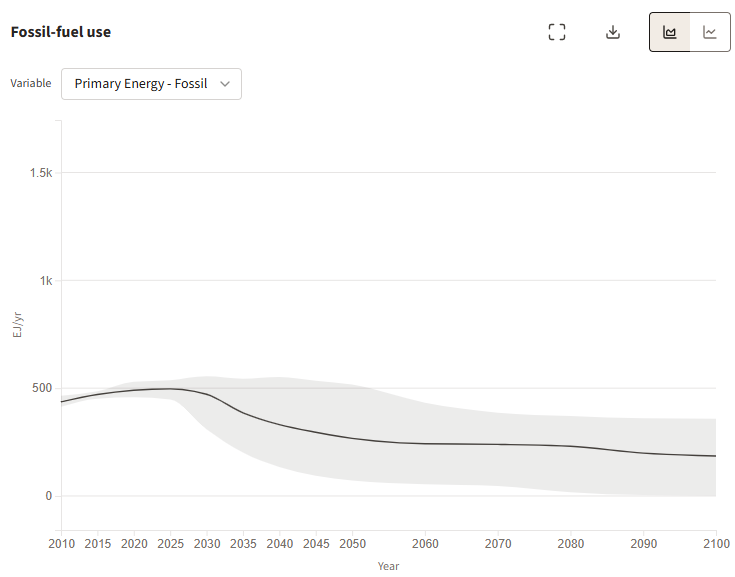 Fossil-fuel use
Variable
Primary Energy - Fossil
1.5k
1k
500
0
EJ/yr
2010 2015 2020 2025 2030 2035 2040 2045 2050 2060 2070 2080 2090 2100
Year